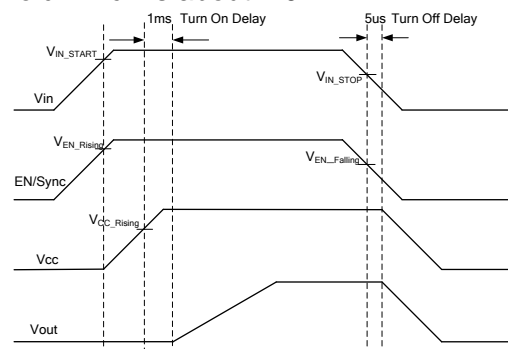 1ms Turn On Delay
5us Turn Off Delay
VIN_START
VIN_STOP
Vin
VEN_Rising
VEN_Falling
EN/Sync
VCC_Rising
Vcc
Vout